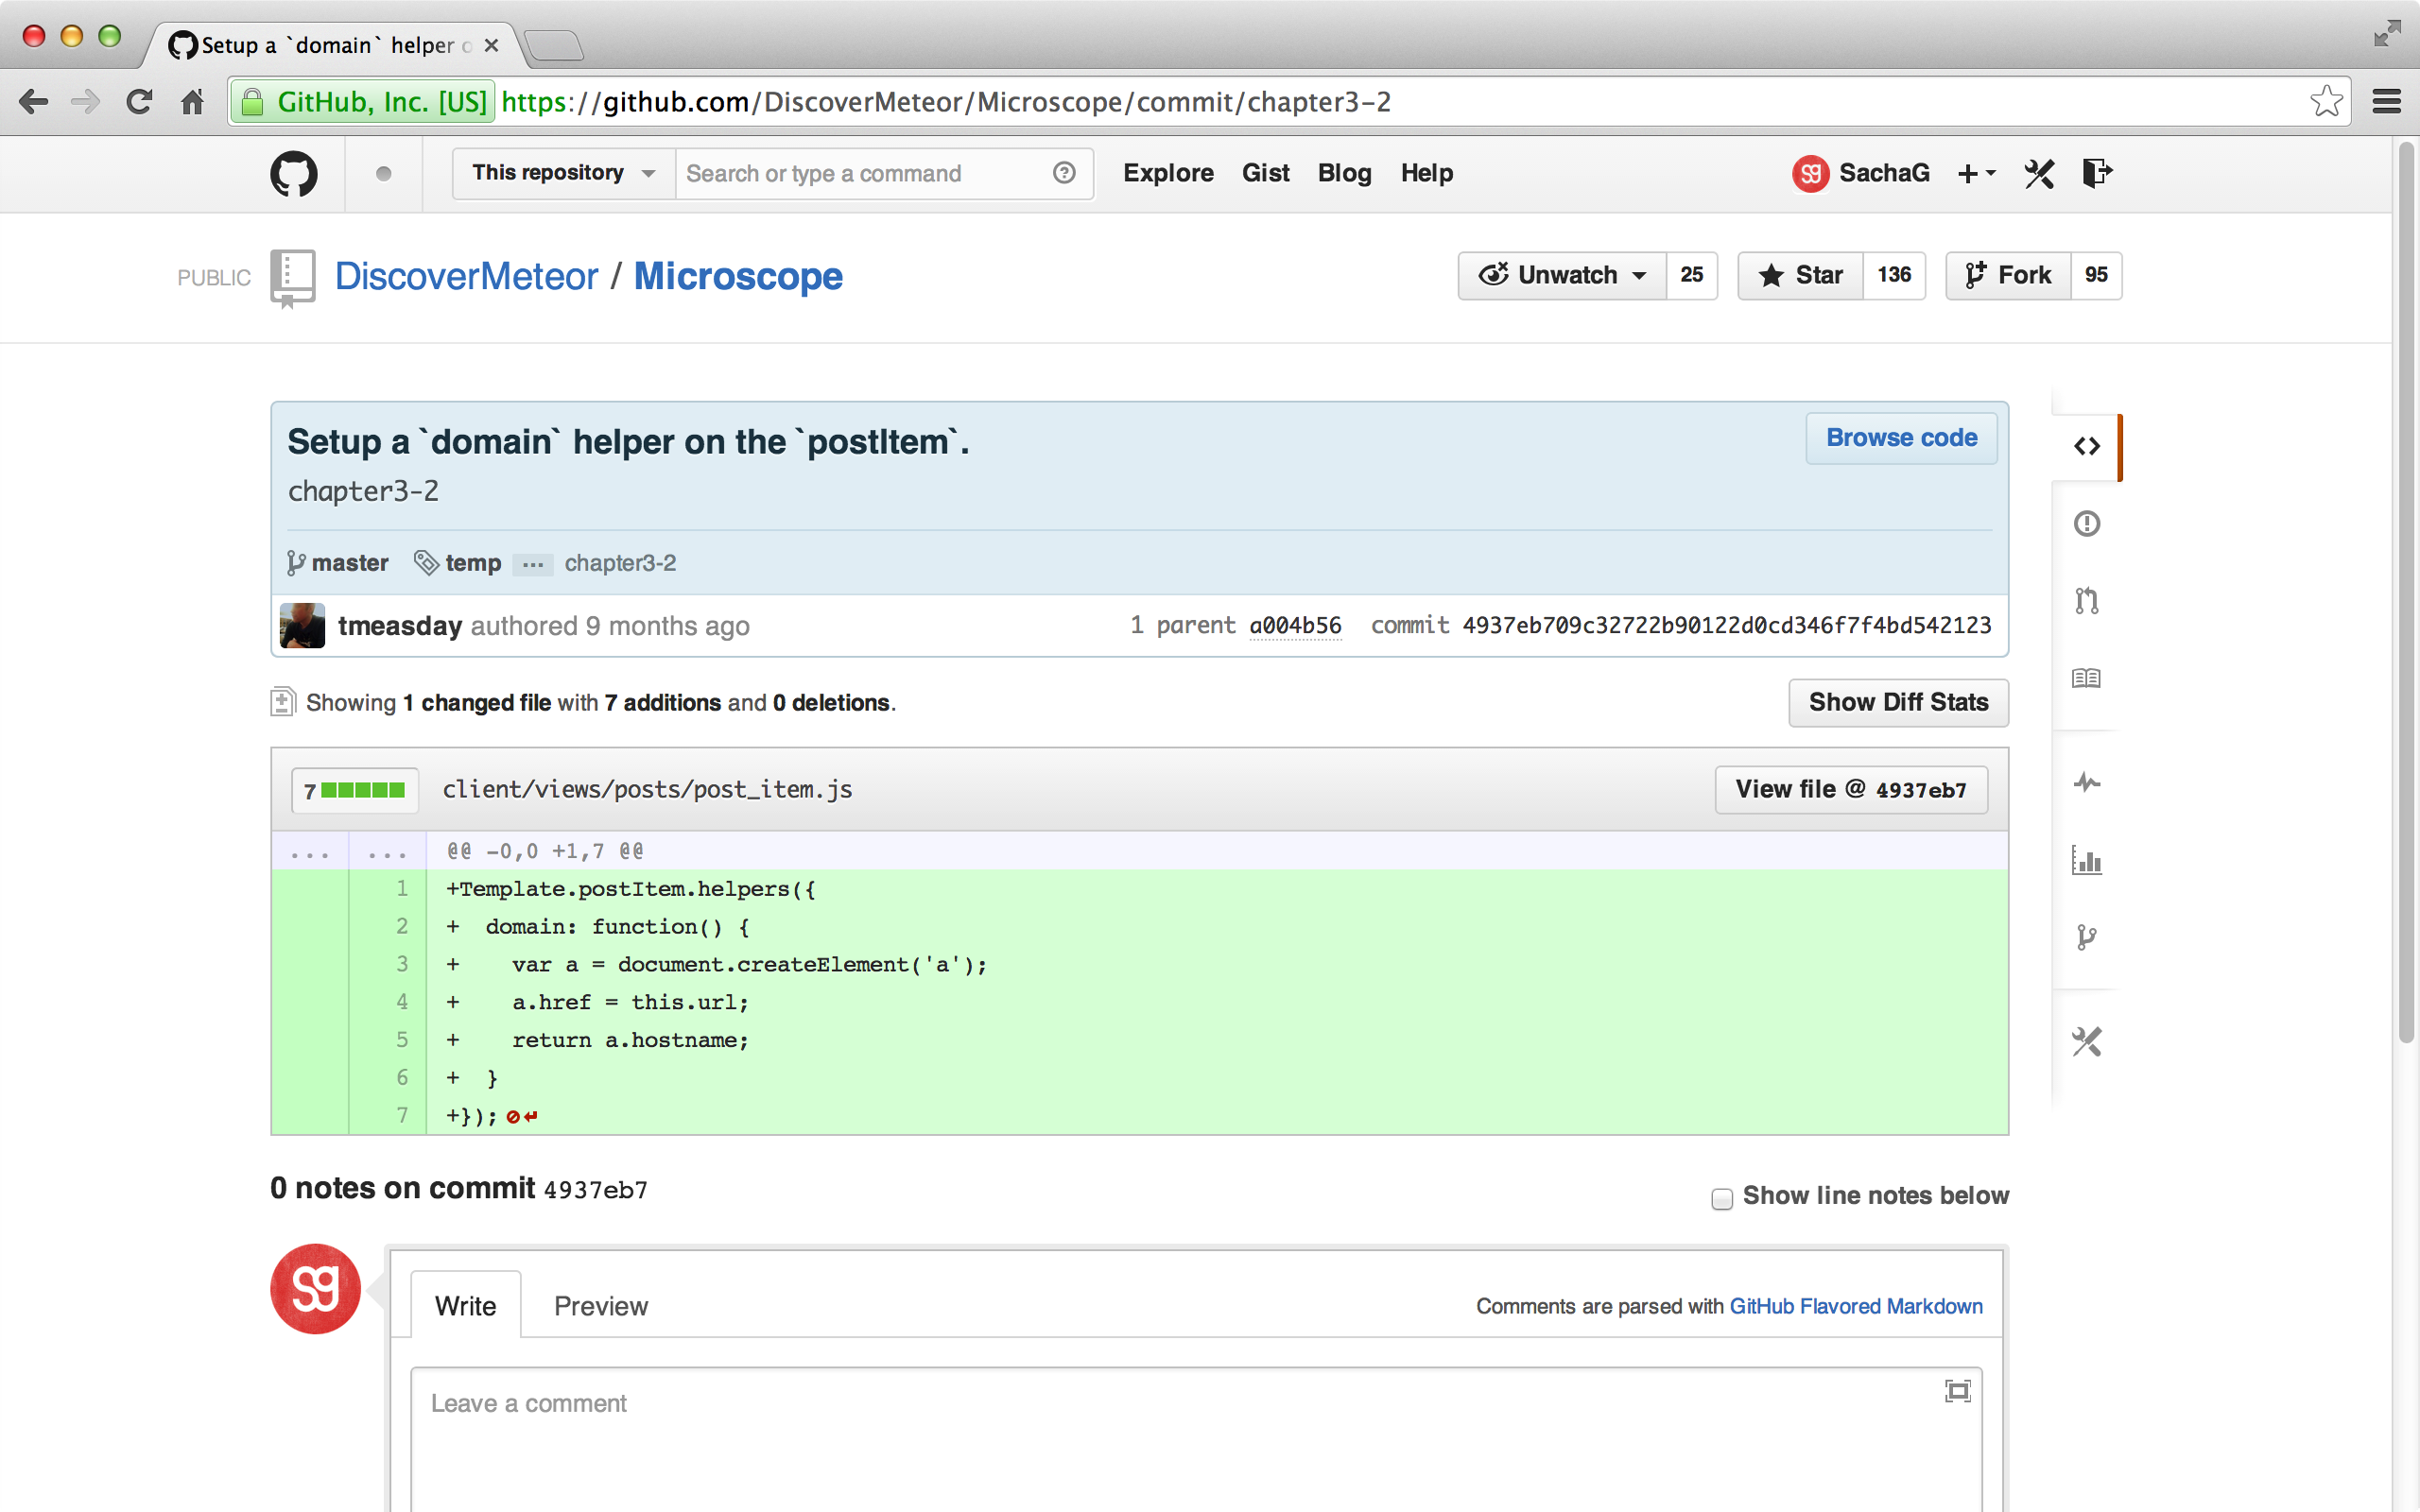 Setup a `domain` helper o
GitHub, Inc. [US] https://github.com/DiscoverMeteor/Microscope/commit/chapter3-2
This repository Search or type a command Explore Gist Blog Help SachaG
PUBLIC DiscoverMeteor / Microscope Unwatch 25 Star 136 Fork 95
Setup a `domain` helper on the `postItem`. Browse code
chapter3-2
master temp ... chapter3-2
tmeasday authored 9 months ago 1 parent a004b56 commit 4937eb709c32722b90122d0cd346f7f4bd542123
Showing 1 changed file with 7 additions and 0 deletions. Show Diff Stats
7 client/views/posts/post_item.js View file @ 4937eb7
... ... @@ -0,0 +1,7 @@
1 +Template.postItem.helpers({
2 +  domain: function() {
3 +    var a = document.createElement('a');
4 +    a.href = this.url;
5 +    return a.hostname;
6 +  }
7 +});
0 notes on commit 4937eb7 Show line notes below
sg Write Preview Comments are parsed with GitHub Flavored Markdown
Leave a comment